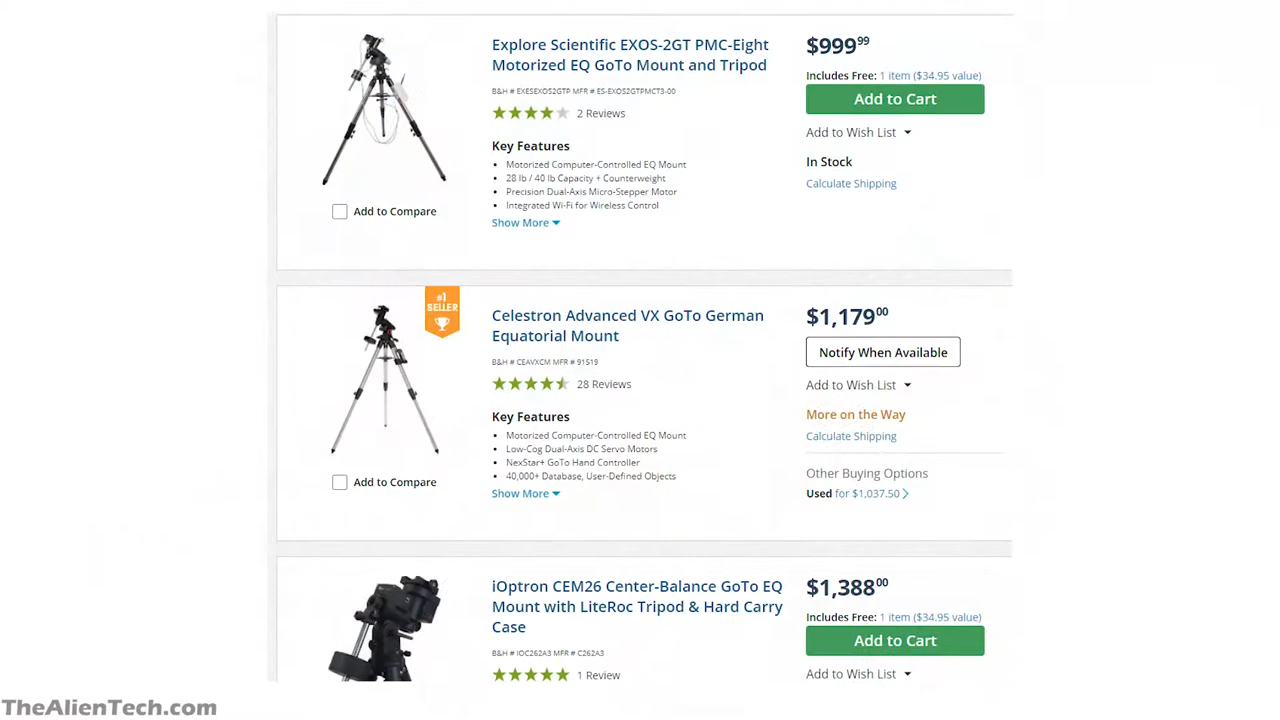 Explore Scientific EXOS-2GT PMC-Eight
Motorized EQ GoTo Mount and Tripod
B&H # EXESEXOS2GTP MFR # ES-EXOS2GTPMCT3-00
2 Reviews
Key Features
Motorized Computer-Controlled EQ Mount
28 lb / 40 lb Capacity + Counterweight
Precision Dual-Axis Micro-Stepper Motor
Integrated Wi-Fi for Wireless Control
Show More
Add to Compare
$999.99
Includes Free: 1 item ($34.95 value)
Add to Cart
Add to Wish List
In Stock
Calculate Shipping
#1
SELLER
Celestron Advanced VX GoTo German
Equatorial Mount
B&H # CEAVXCM MFR # 91519
28 Reviews
Key Features
Motorized Computer-Controlled EQ Mount
Low-Cog Dual-Axis DC Servo Motors
NexStar+ GoTo Hand Controller
40,000+ Database, User-Defined Objects
Show More
Add to Compare
$1,179.00
Notify When Available
Add to Wish List
More on the Way
Calculate Shipping
Other Buying Options
Used for $1,037.50
iOptron CEM26 Center-Balance GoTo EQ
Mount with LiteRoc Tripod & Hard Carry
Case
B&H # IOC262A3 MFR # C262A3
1 Review
$1,388.00
Includes Free: 1 item ($34.95 value)
Add to Cart
Add to Wish List
TheAlienTech.com